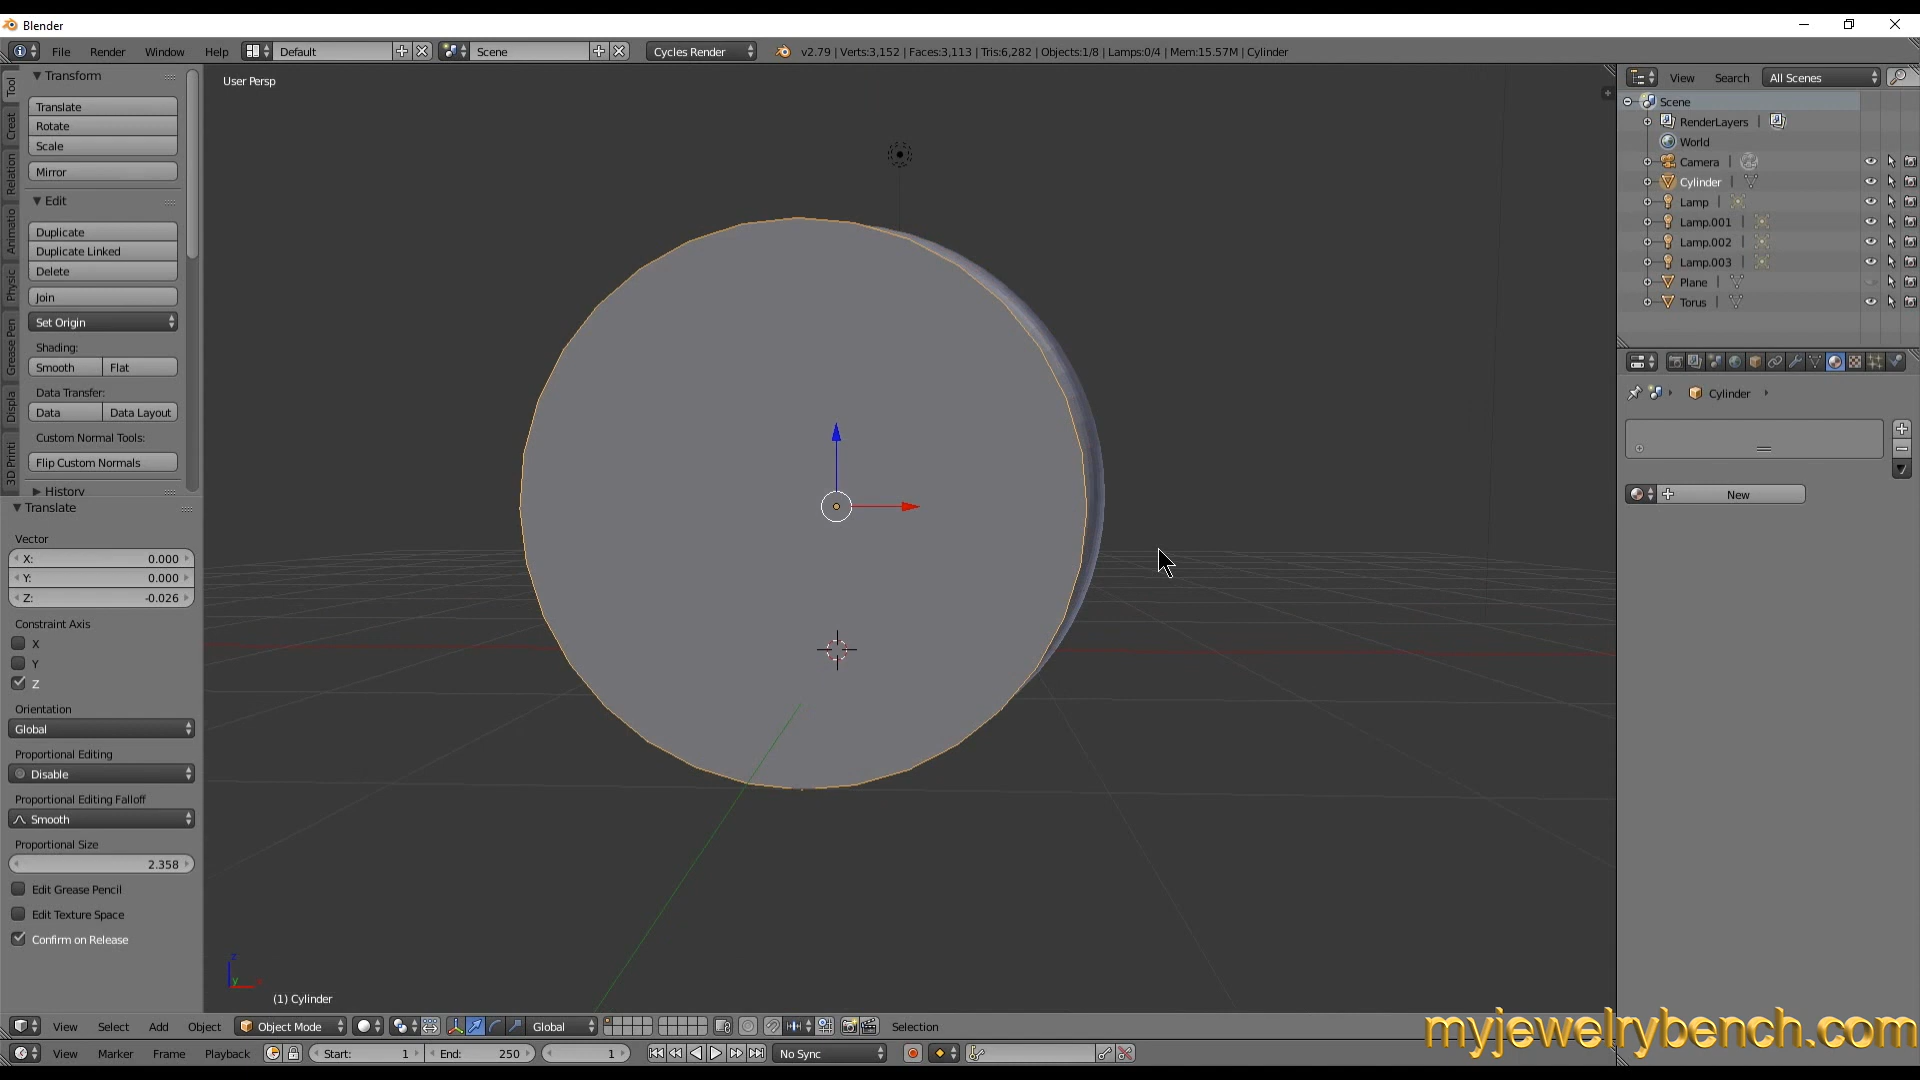 Blender
File Render Window Help Default Scene Cycles Render v2.79 | Verts:3,152 | Faces:3,113 | Tris:6,282 | Objects:1/8 | Lamps:0/4 | Mem:15.57M | Cylinder
Tool
Creat
Relation
Animatio
Physic
Grease Pen
Displa
3D Printi
Transform
Translate
Rotate
Scale
Mirror
Edit
Duplicate
Duplicate Linked
Delete
Join
Set Origin
Shading:
Smooth Flat
Data Transfer:
Data Data Layout
Custom Normal Tools:
Flip Custom Normals
History
Translate
Vector
X: 0.000
Y: 0.000
Z: -0.026
Constraint Axis
X
Y
Z
Orientation
Global
Proportional Editing
Disable
Proportional Editing Falloff
Smooth
Proportional Size
2.358
Edit Grease Pencil
Edit Texture Space
Confirm on Release
User Persp
z
y
(1) Cylinder
View Search All Scenes
Scene
RenderLayers |
World
Camera |
Cylinder |
Lamp |
Lamp.001 |
Lamp.002 |
Lamp.003 |
Plane |
Torus |
Cylinder
New
View Select Add Object Object Mode Global Selection
View Marker Frame Playback Start: 1 End: 250 1 No Sync
myjewelrybench.com